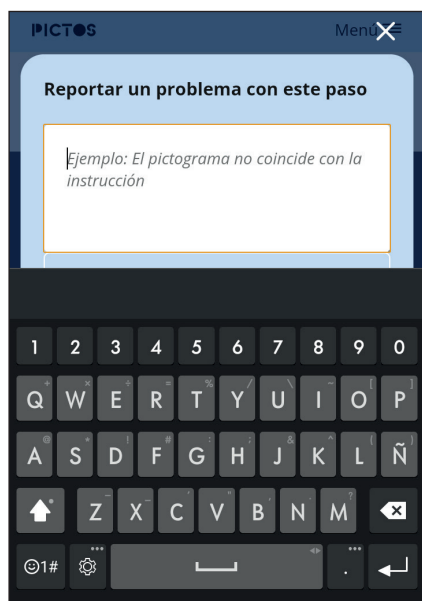 PICTOS Menú
Reportar un problema con este paso
Ejemplo: El pictograma no coincide con la
instrucción
1 2 3 4 5 6 7 8 9 0
Q W E R T Y U I O P
A S D F G H J K L Ñ
Z X C V B N M
1# .